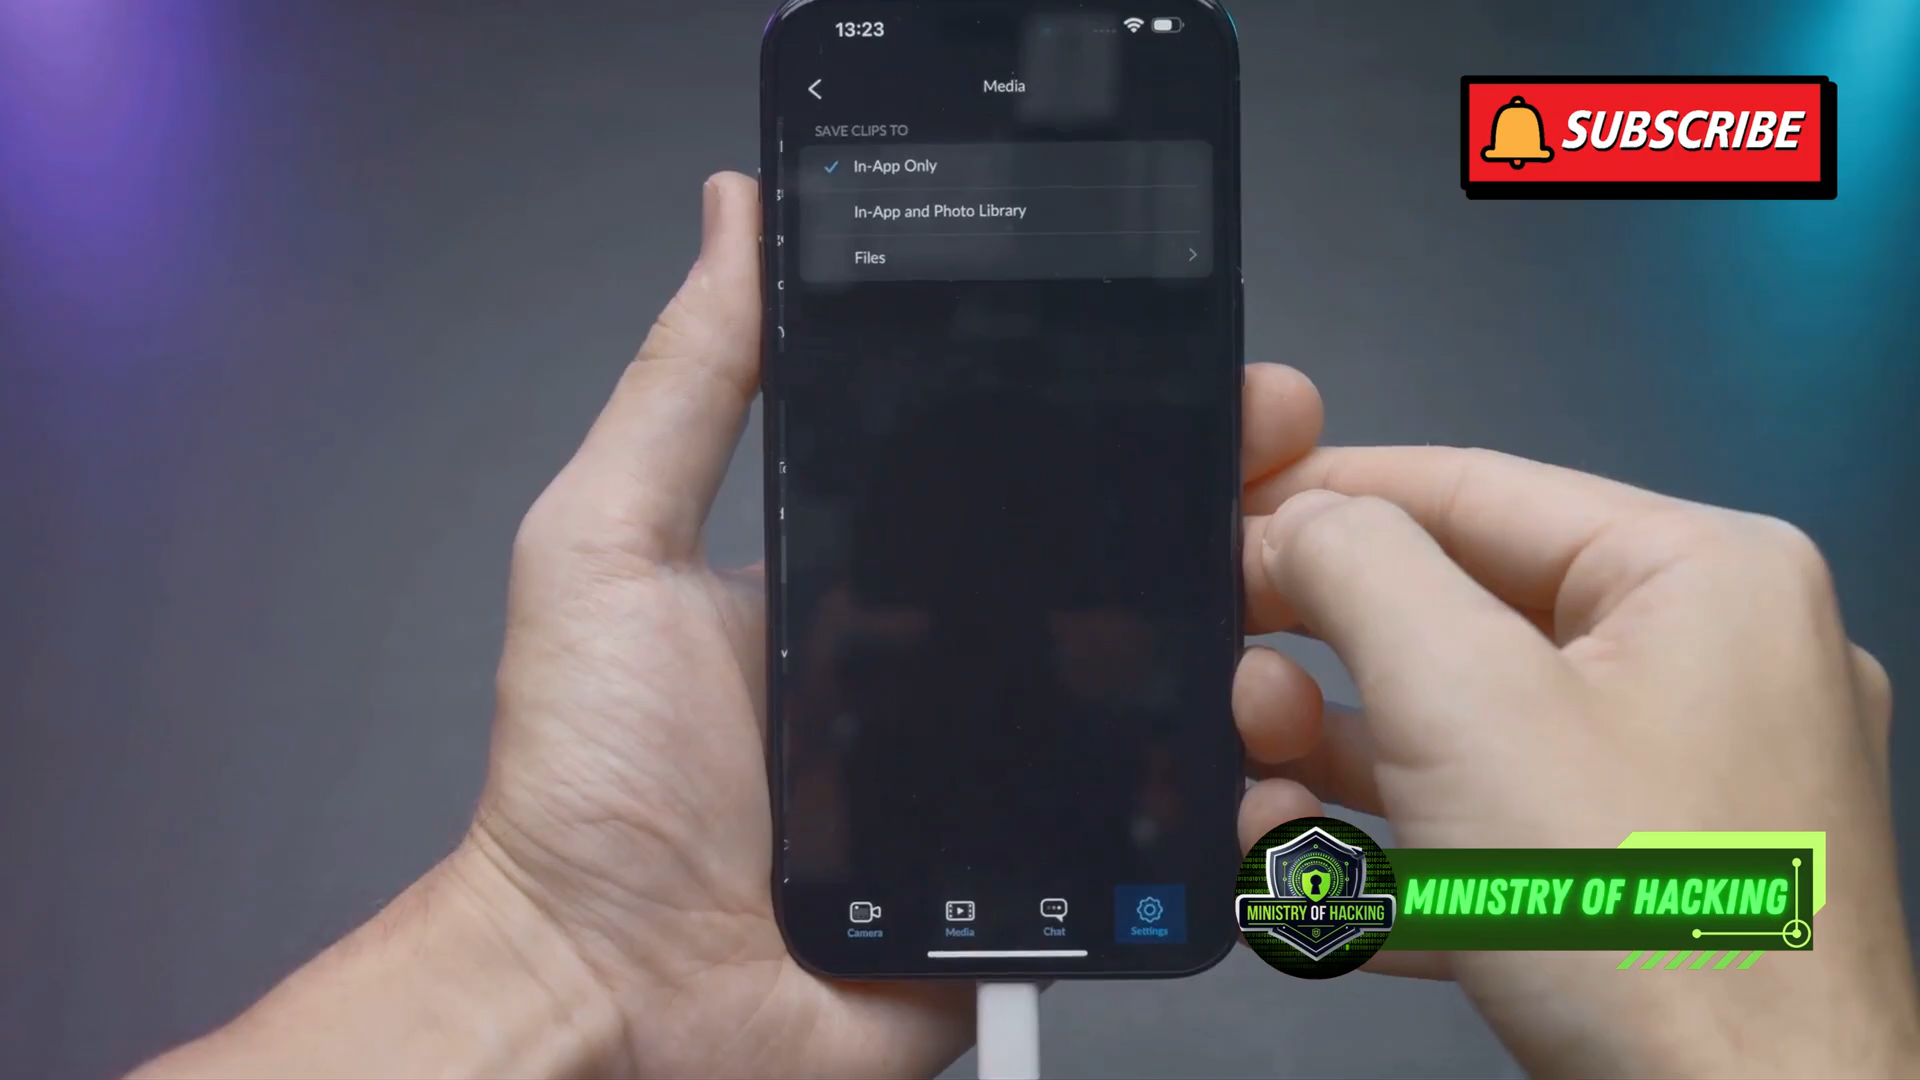 13:23
Media
SAVE CLIPS TO
In-App Only
In-App and Photo Library
Files
SUBSCRIBE
Camera
Media
Chat
Settings
MINISTRY OF HACKING
MINISTRY OF HACKING